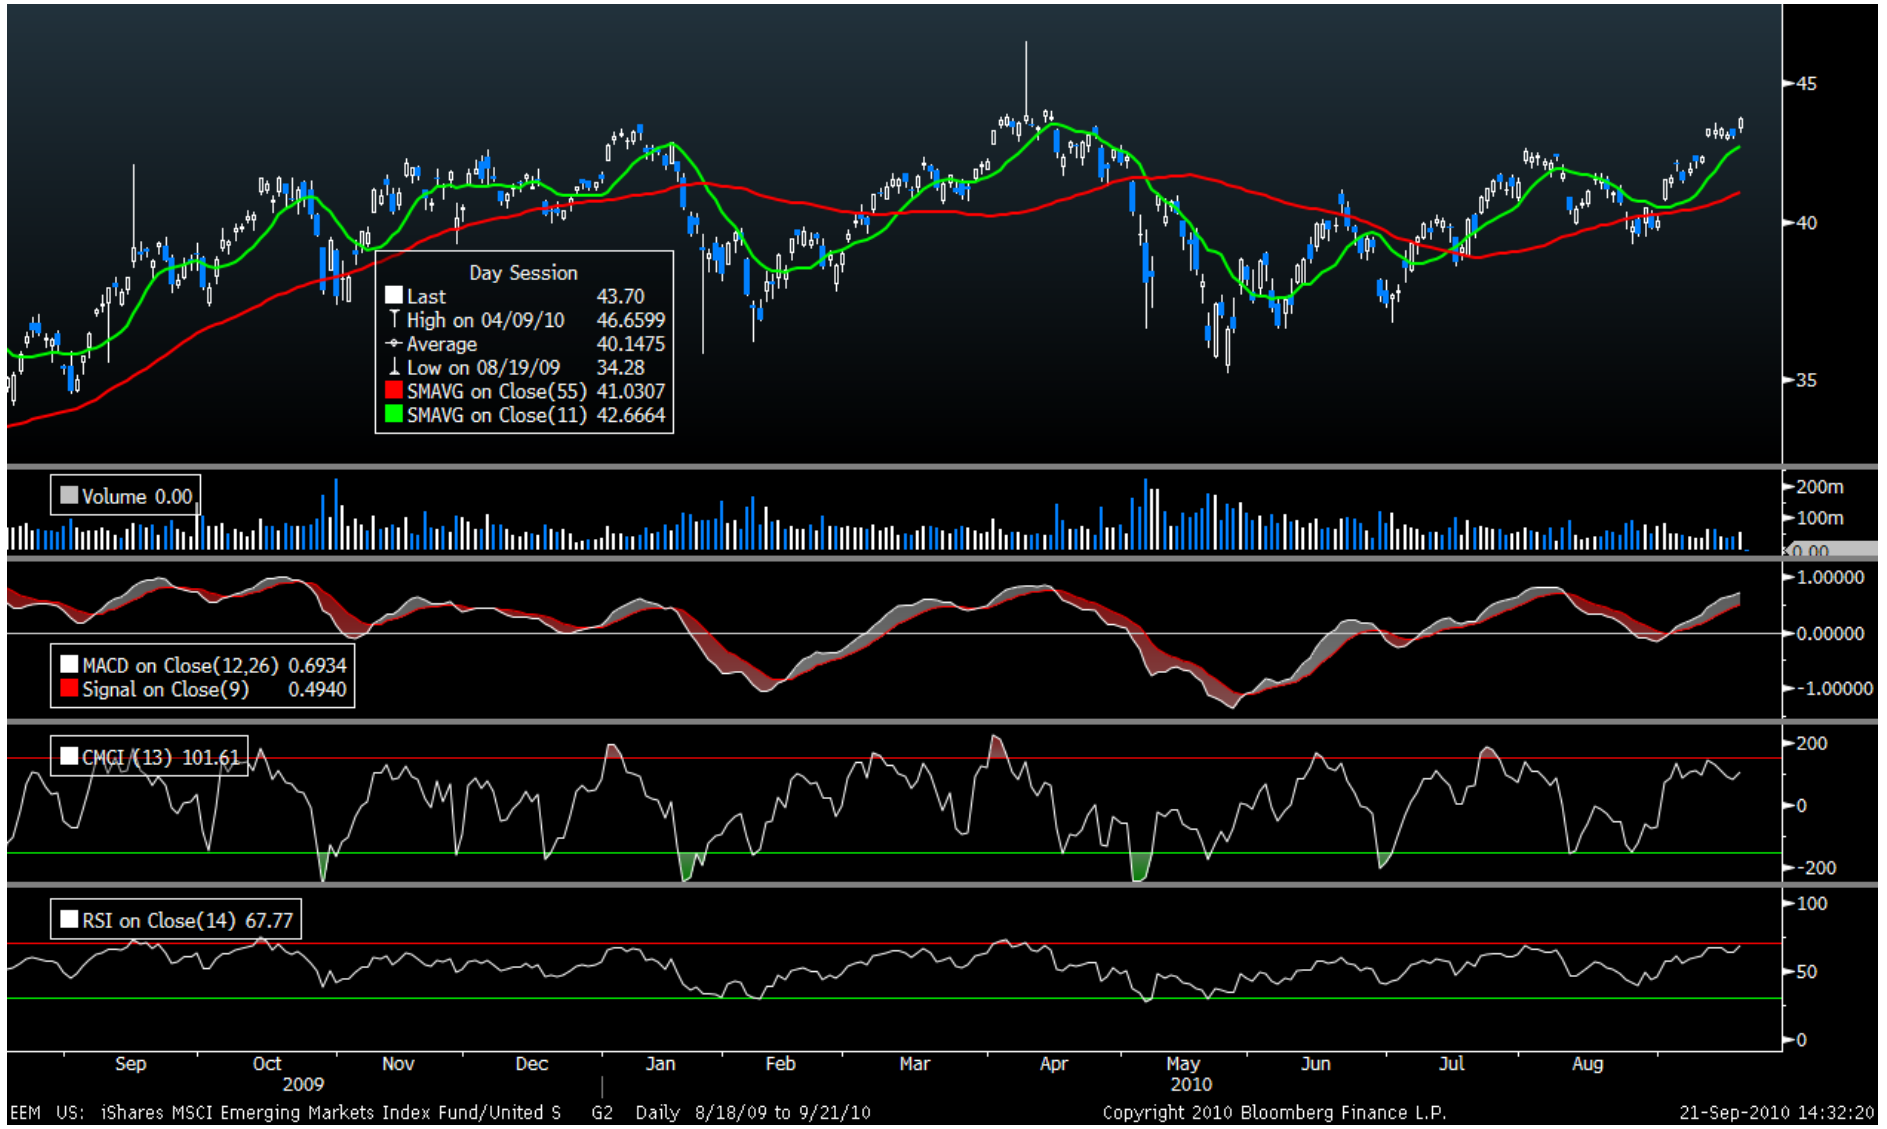 45
40
35
Day Session
Last 43.70
High on 04/09/10 46.6599
Average 40.1475
Low on 08/19/09 34.28
SMAVG on Close(55) 41.0307
SMAVG on Close(11) 42.6664
Volume 0.00
200m
100m
0.00
1.00000
0.00000
-1.00000
MACD on Close(12,26) 0.6934
Signal on Close(9) 0.4940
CMCI (13) 101.61
200
0
-200
RSI on Close(14) 67.77
100
50
0
Sep Oct Nov Dec Jan Feb Mar Apr May Jun Jul Aug
2009 2010
EEM US: iShares MSCI Emerging Markets Index Fund/United S G2 Daily 8/18/09 to 9/21/10 Copyright 2010 Bloomberg Finance L.P. 21-Sep-2010 14:32:20